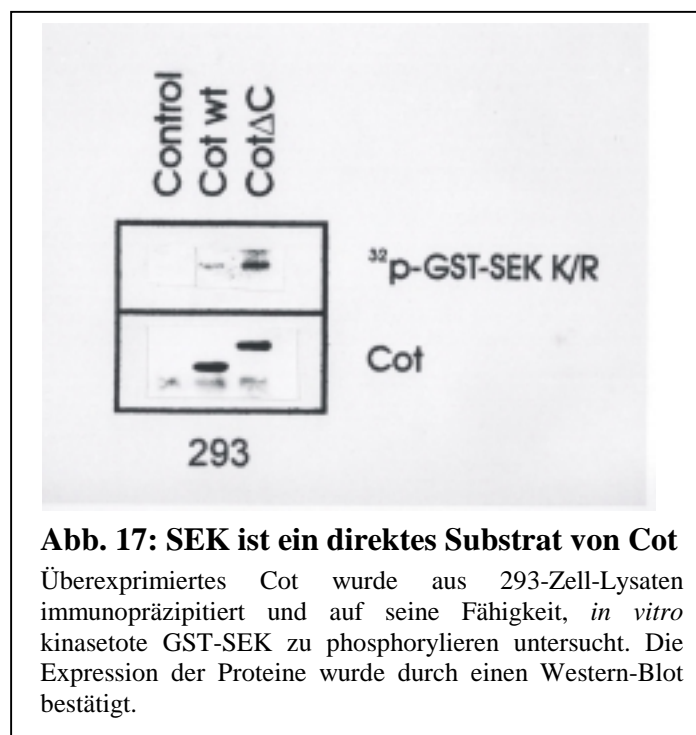 Control
Cot wt
CotΔC
³²p-GST-SEK K/R
Cot
293
Abb. 17: SEK ist ein direktes Substrat von Cot
Überexprimiertes Cot wurde aus 293-Zell-Lysaten
immunopräzipitiert und auf seine Fähigkeit, in vitro
kinasetote GST-SEK zu phosphorylieren untersucht. Die
Expression der Proteine wurde durch einen Western-Blot
bestätigt.